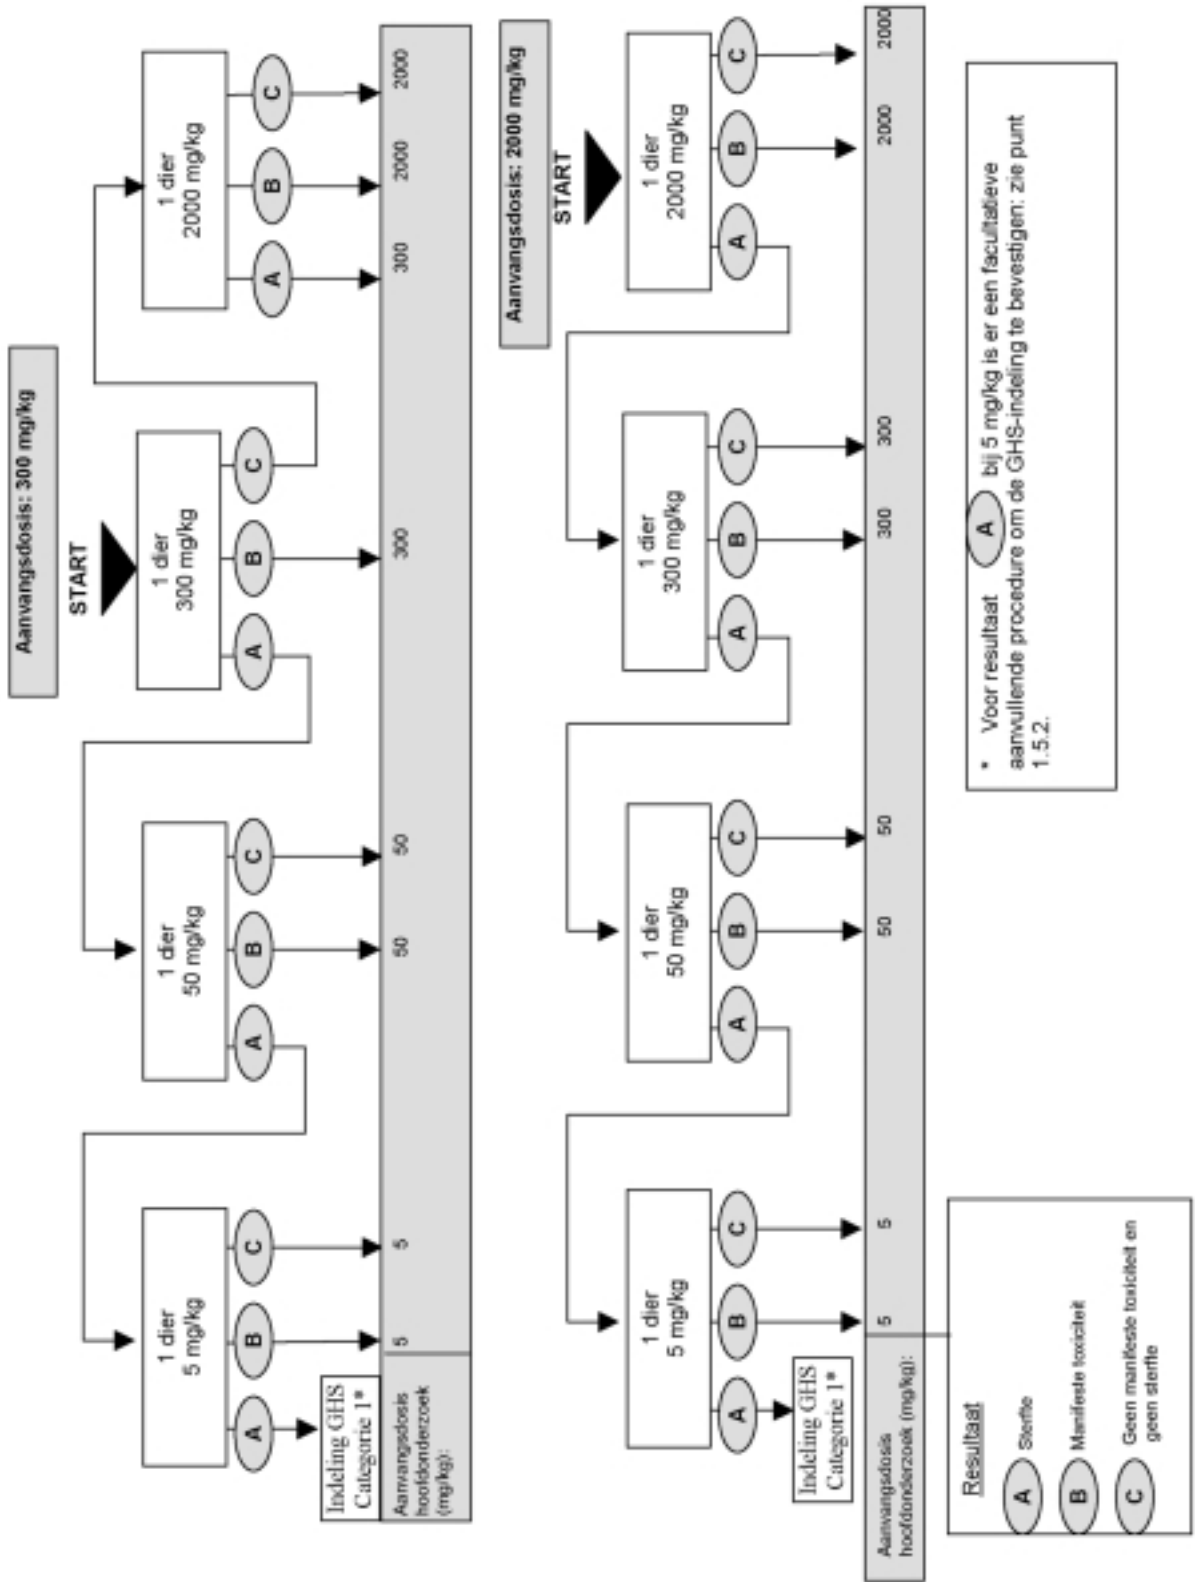 Aanvangsdosis: 300 mg/kg
START
1 dier
5 mg/kg
1 dier
50 mg/kg
1 dier
300 mg/kg
1 dier
2000 mg/kg
A
B
C
A
B
C
A
B
C
A
B
C
Indeling GHS
Categorie 1*
Aanvangsdosis
hoofdonderzoek
(mg/kg):
5
5
50
50
300
300
2000
2000
Aanvangsdosis: 2000 mg/kg
START
1 dier
5 mg/kg
1 dier
50 mg/kg
1 dier
300 mg/kg
1 dier
2000 mg/kg
A
B
C
A
B
C
A
B
C
A
B
C
Indeling GHS
Categorie 1*
Aanvangsdosis
hoofdonderzoek (mg/kg):
5
5
50
50
300
300
2000
2000
Resultaat
A Sterfte
B Manifeste toxiciteit
C Geen manifeste toxiciteit en
geen sterfte
* Voor resultaat A bij 5 mg/kg is er een facultatieve
aanvullende procedure om de GHS-indeling te bevestigen: zie punt
1.5.2.